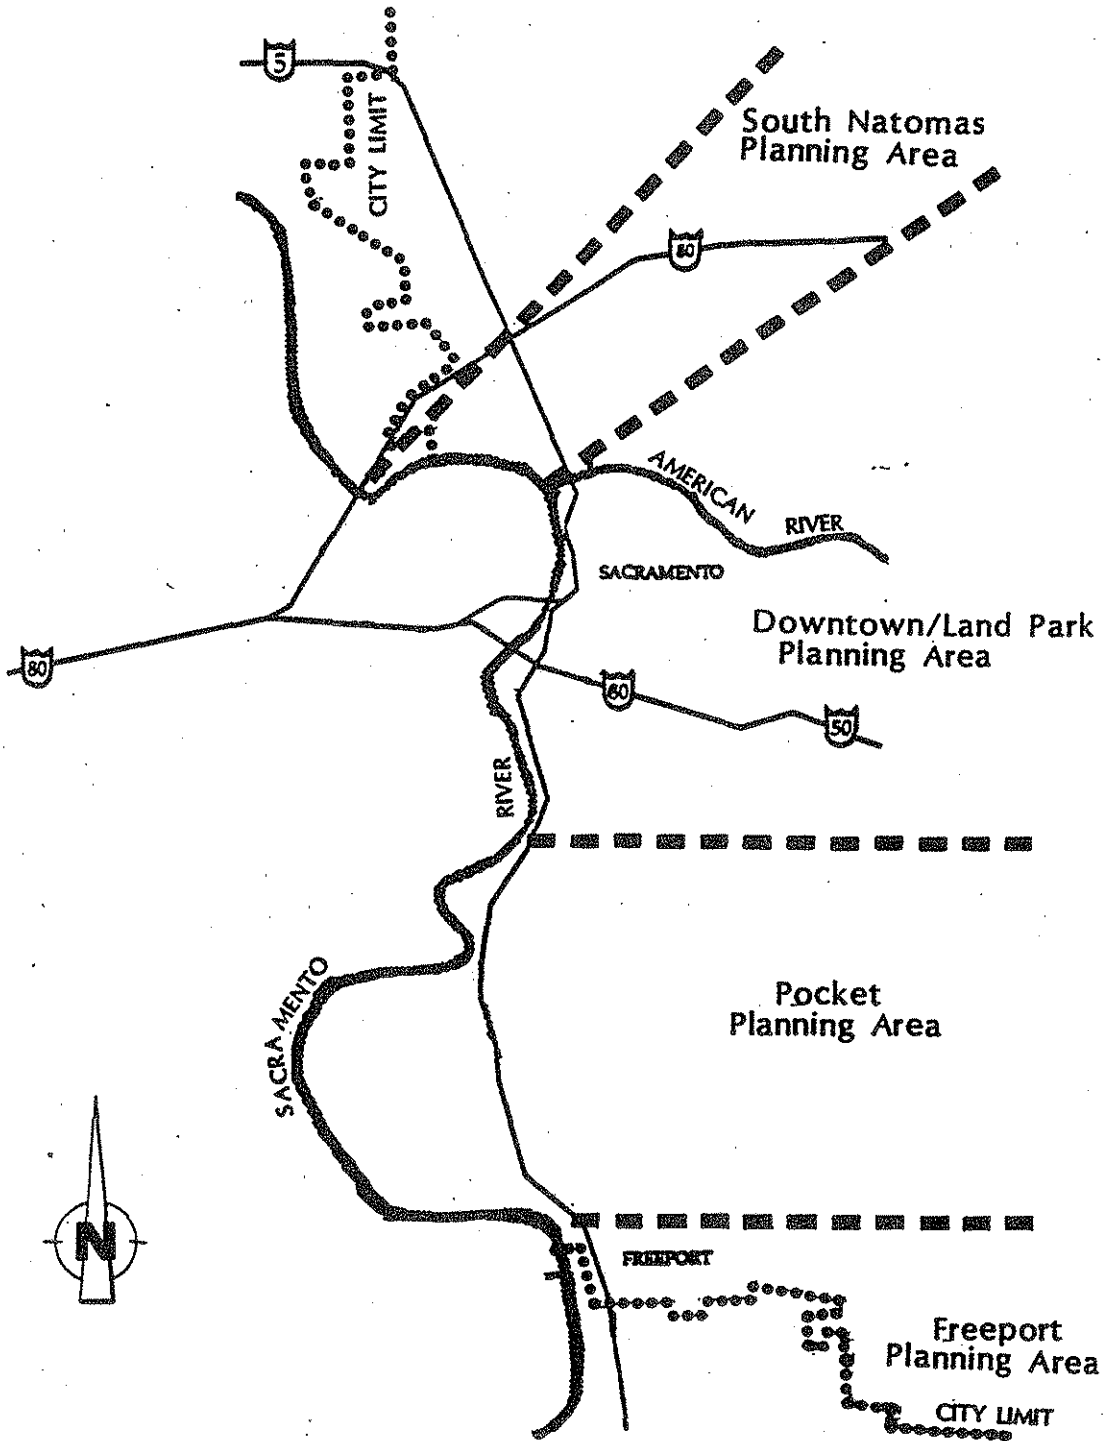 5
CITY LIMIT
South Natomas
Planning Area
80
AMERICAN
RIVER
SACRAMENTO
Downtown/Land Park
Planning Area
80
80
50
RIVER
SACRAMENTO
Pocket
Planning Area
N
FREEPORT
Freeport
Planning Area
CITY LIMIT